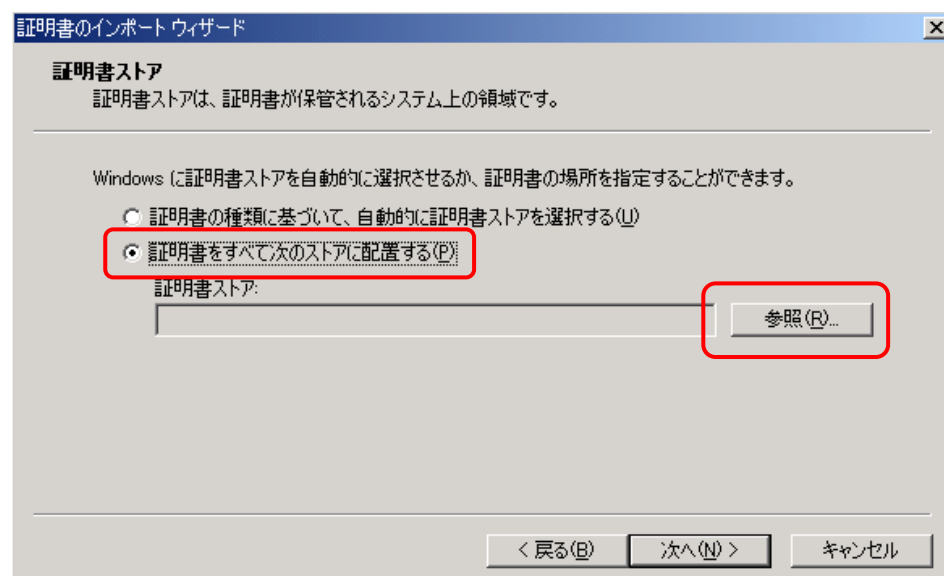 証明書のインポート ウィザード
証明書ストア
証明書ストアは、証明書が保管されるシステム上の領域です。
Windows に証明書ストアを自動的に選択させるか、証明書の場所を指定することができます。
証明書の種類に基づいて、自動的に証明書ストアを選択する(U)
証明書をすべて次のストアに配置する(P)
証明書ストア:
参照(R)...
< 戻る(B)
次へ(N) >
キャンセル